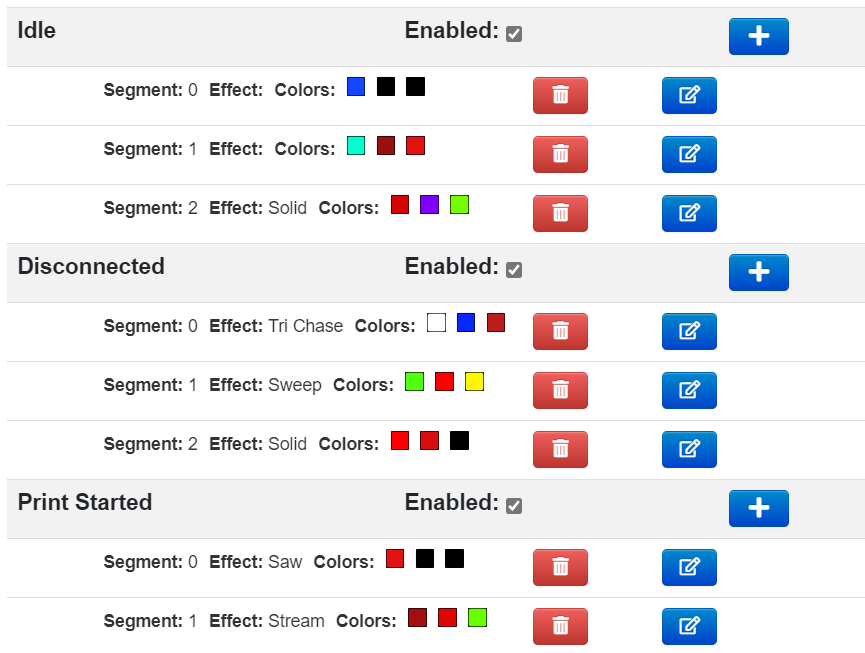 Idle Enabled:
Segment: 0 Effect: Colors:
Segment: 1 Effect: Colors:
Segment: 2 Effect: Solid Colors:
Disconnected Enabled:
Segment: 0 Effect: Tri Chase Colors:
Segment: 1 Effect: Sweep Colors:
Segment: 2 Effect: Solid Colors:
Print Started Enabled:
Segment: 0 Effect: Saw Colors:
Segment: 1 Effect: Stream Colors: